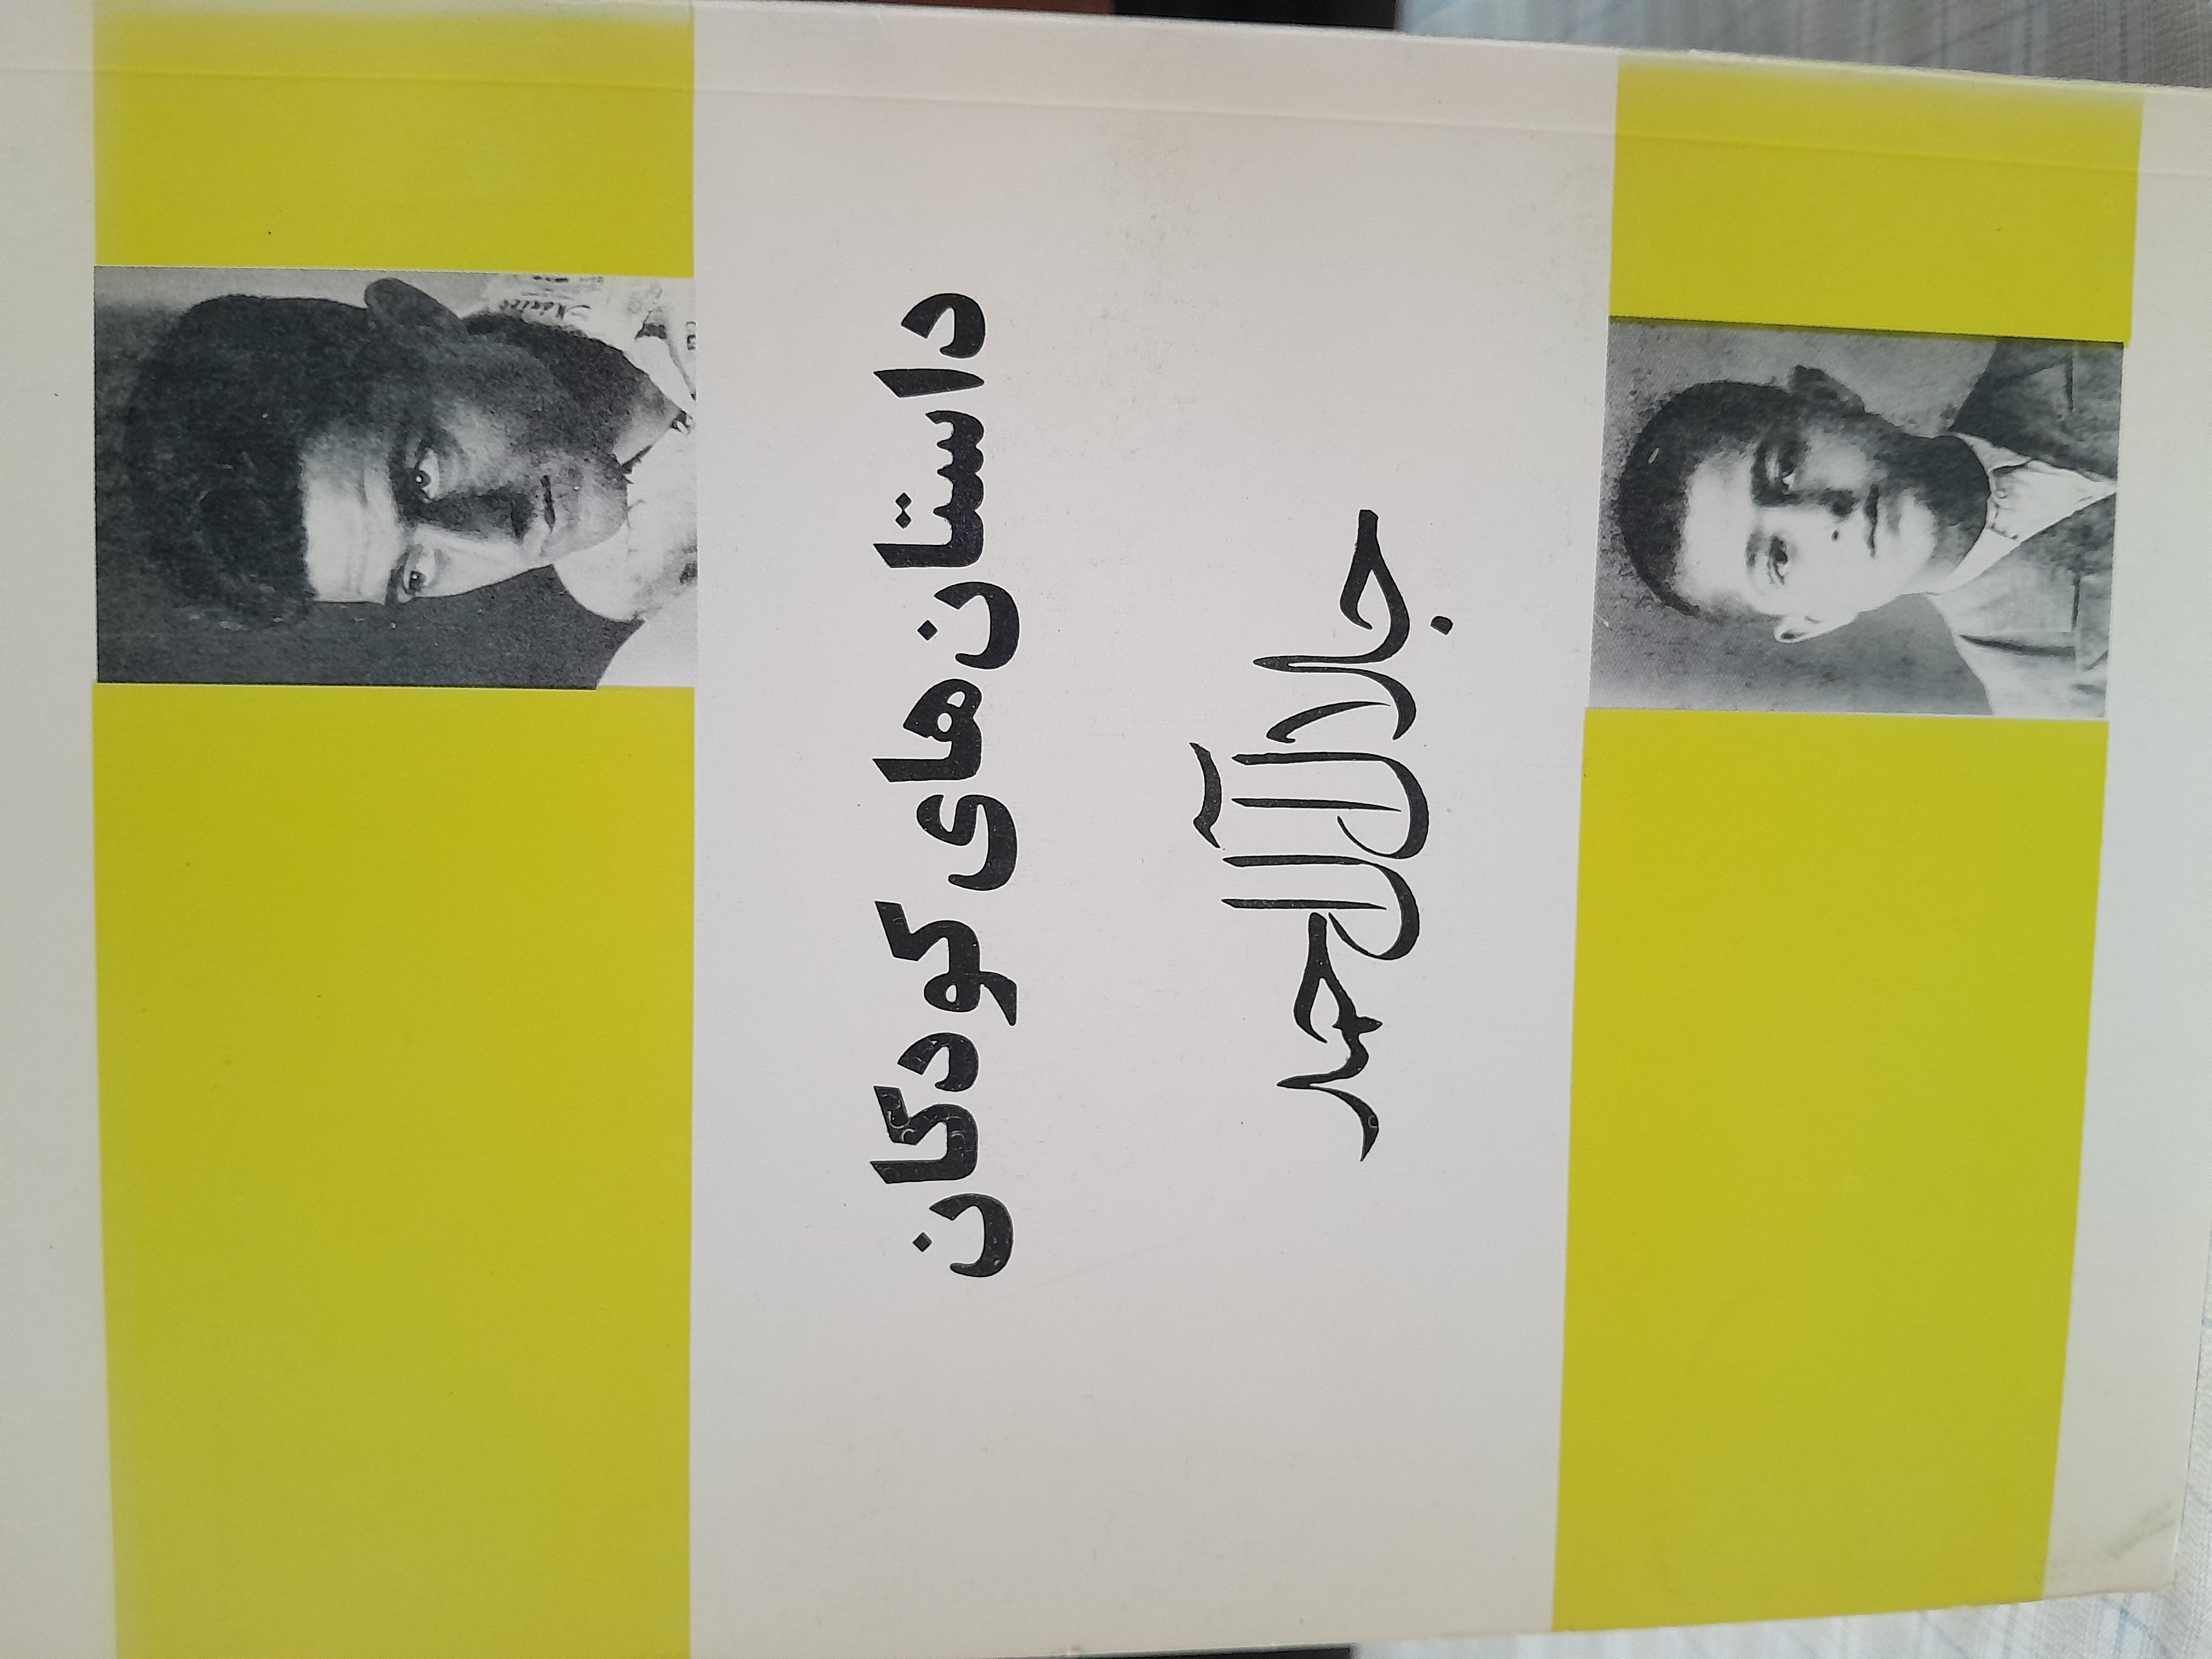 داستان‌های کودکان
جلال آل احمد